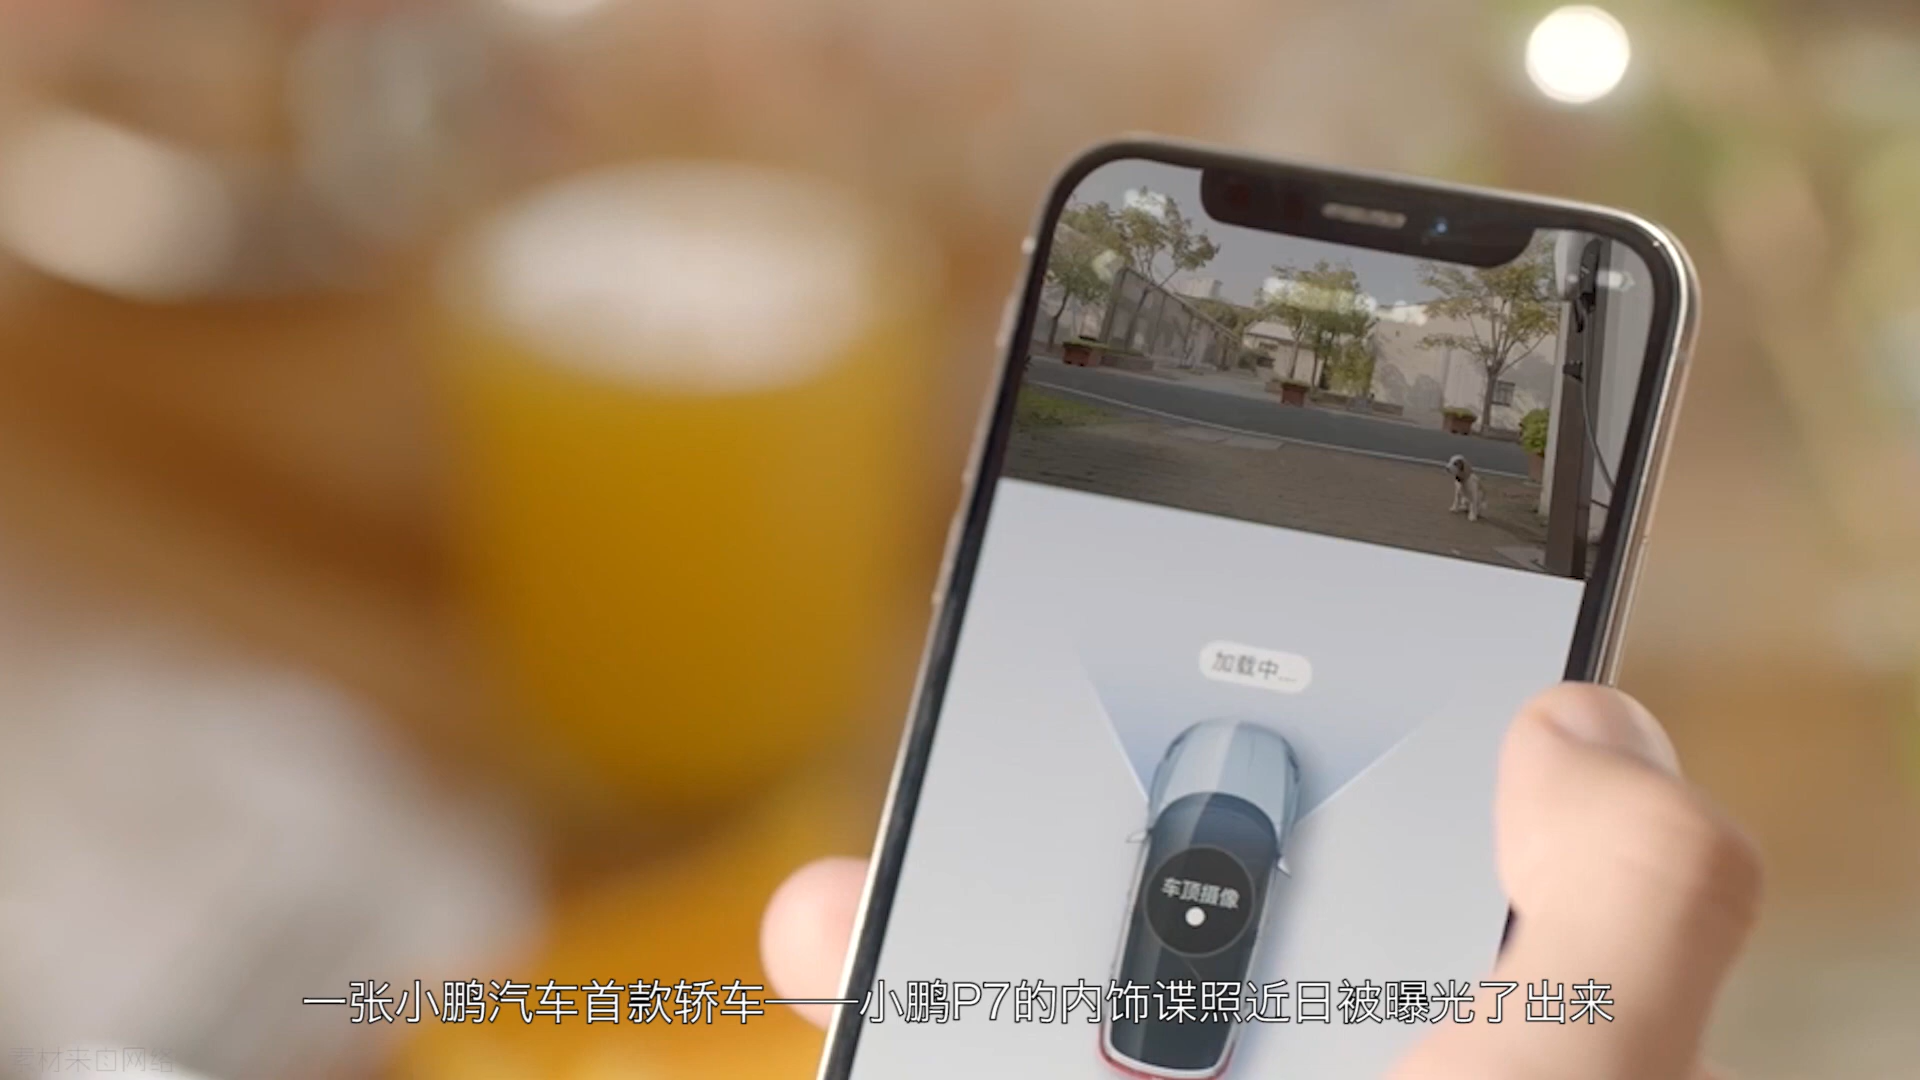 加载中...
车顶摄像
一张小鹏汽车首款轿车——小鹏P7的内饰谍照近日被曝光了出来
素材来自网络